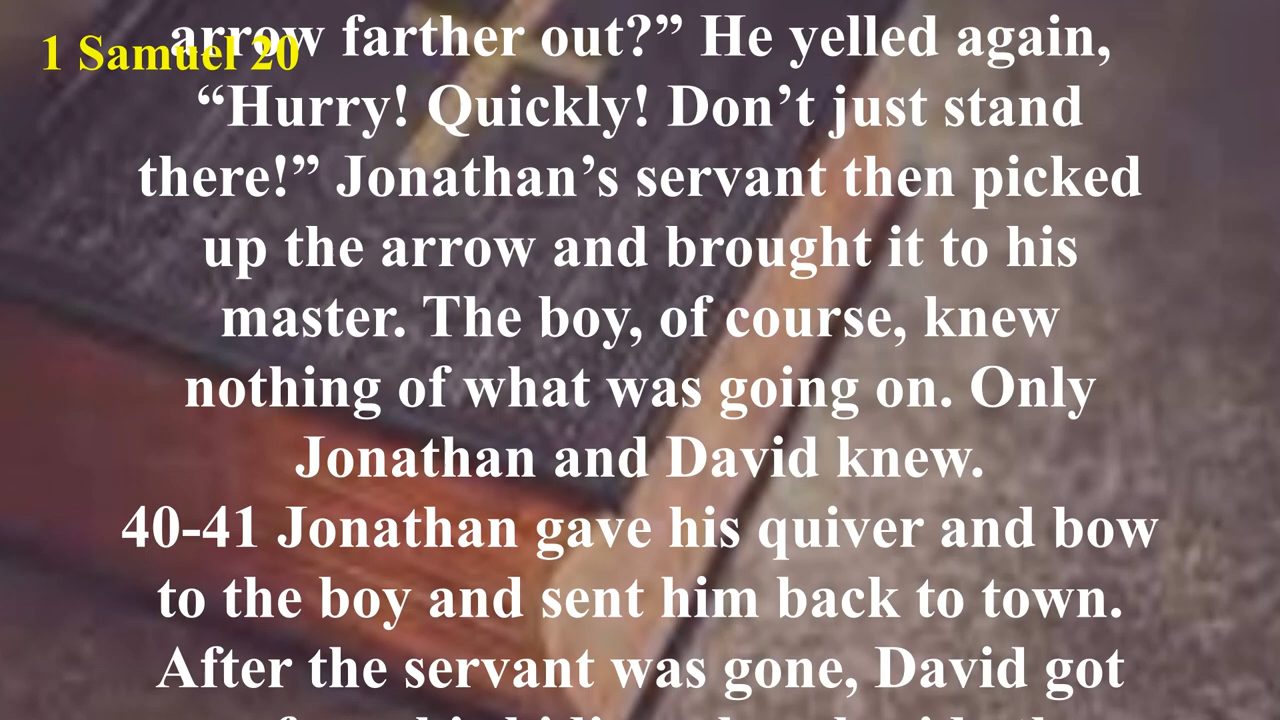 1 Samuel 20
arrow farther out?” He yelled again,
“Hurry! Quickly! Don’t just stand
there!” Jonathan’s servant then picked
up the arrow and brought it to his
master. The boy, of course, knew
nothing of what was going on. Only
Jonathan and David knew.
40-41 Jonathan gave his quiver and bow
to the boy and sent him back to town.
After the servant was gone, David got